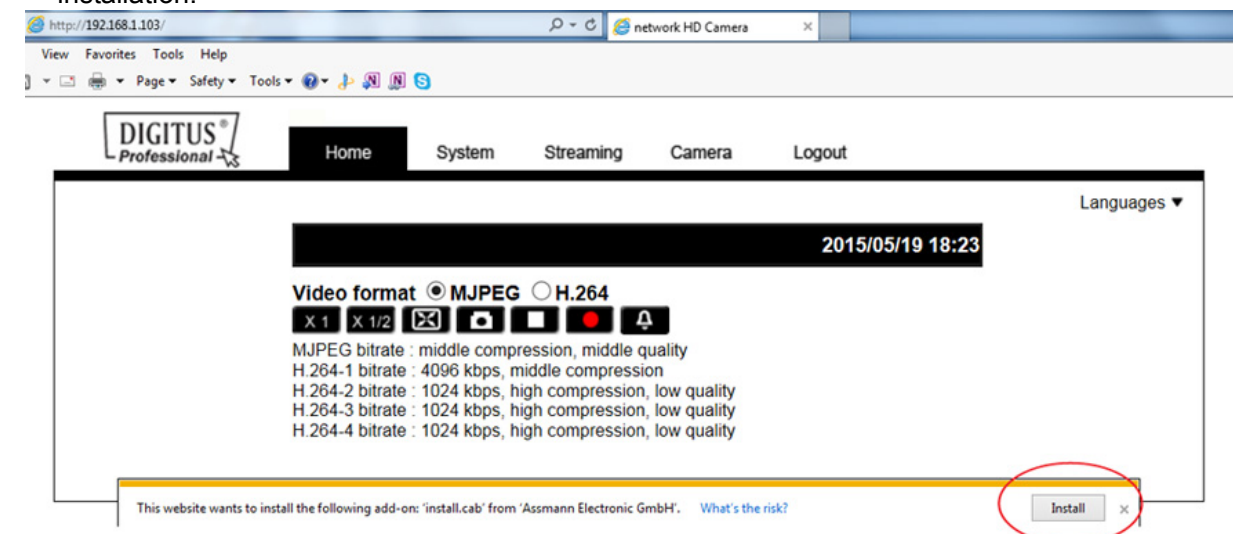 installation.
http://192.168.1.103/ network HD Camera
View Favorites Tools Help
Page Safety Tools
DIGITUS®
Professional
Home System Streaming Camera Logout
Languages ▼
2015/05/19 18:23
Video format MJPEG H.264
X 1 X 1/2
MJPEG bitrate : middle compression, middle quality
H.264-1 bitrate : 4096 kbps, middle compression
H.264-2 bitrate : 1024 kbps, high compression, low quality
H.264-3 bitrate : 1024 kbps, high compression, low quality
H.264-4 bitrate : 1024 kbps, high compression, low quality
This website wants to install the following add-on: 'install.cab' from 'Assmann Electronic GmbH'. What's the risk? Install ×